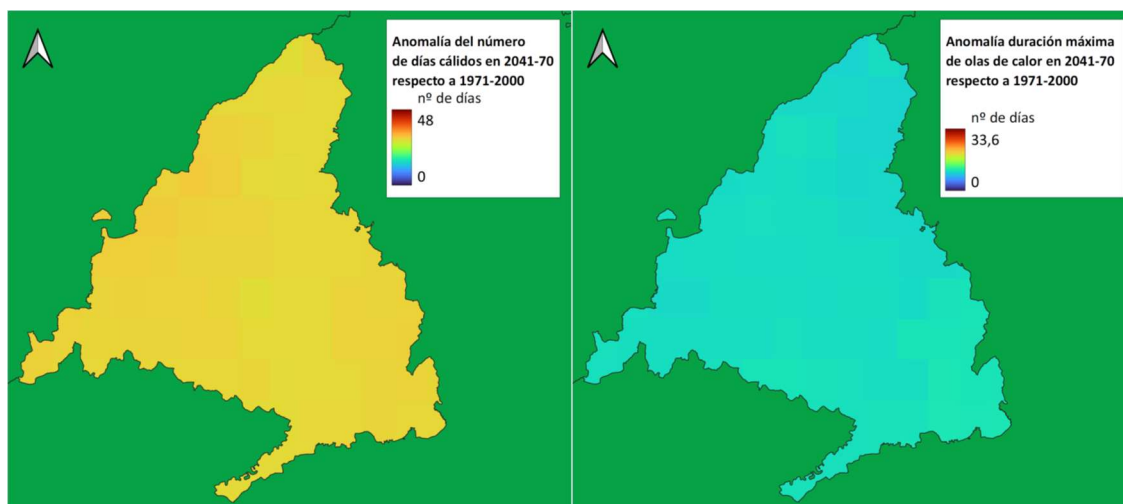 Anomalía del número
de días cálidos en 2041-70
respecto a 1971-2000
nº de días
48
0
Anomalía duración máxima
de olas de calor en 2041-70
respecto a 1971-2000
nº de días
33,6
0